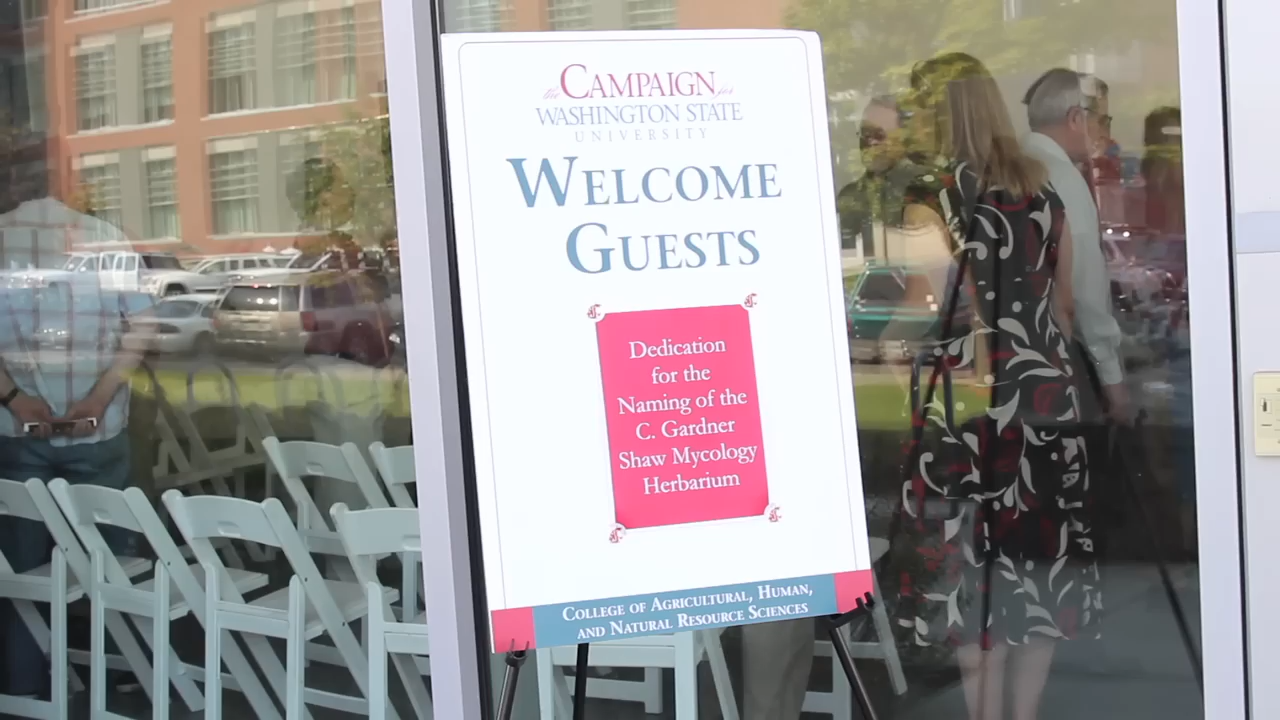 the CAMPAIGN for
WASHINGTON STATE
UNIVERSITY
WELCOME
GUESTS
Dedication
for the
Naming of the
C. Gardner
Shaw Mycology
Herbarium
COLLEGE OF AGRICULTURAL, HUMAN,
AND NATURAL RESOURCE SCIENCES